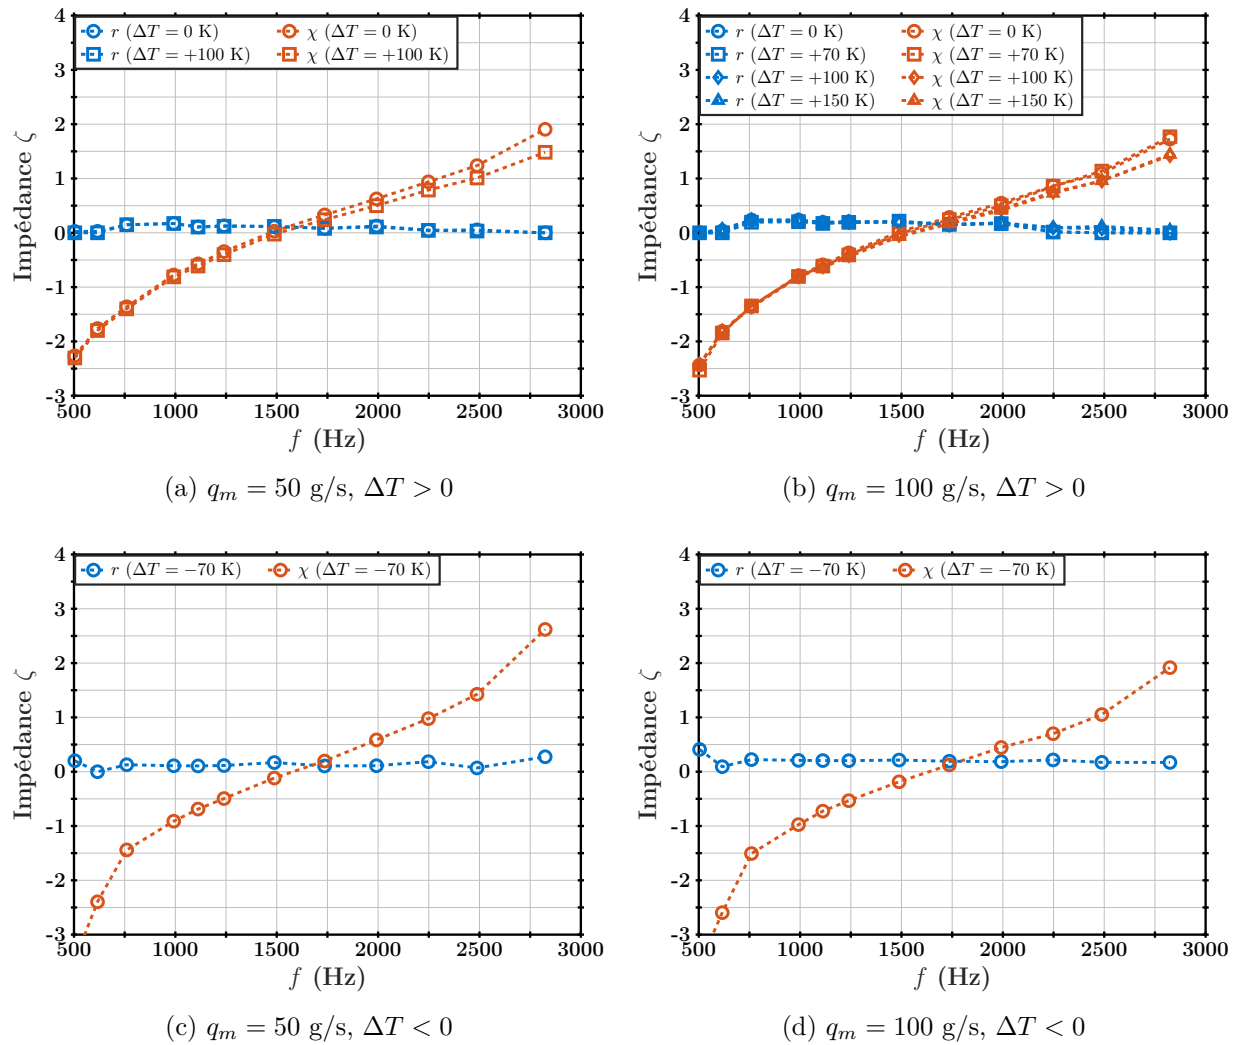 r (ΔT = 0 K) χ (ΔT = 0 K)
r (ΔT = +100 K) χ (ΔT = +100 K)
4
3
2
1
0
-1
-2
-3
Impédance ζ
500 1000 1500 2000 2500 3000
f (Hz)
(a) q_m = 50 g/s, ΔT > 0
r (ΔT = 0 K) χ (ΔT = 0 K)
r (ΔT = +70 K) χ (ΔT = +70 K)
r (ΔT = +100 K) χ (ΔT = +100 K)
r (ΔT = +150 K) χ (ΔT = +150 K)
4
3
2
1
0
-1
-2
-3
Impédance ζ
500 1000 1500 2000 2500 3000
f (Hz)
(b) q_m = 100 g/s, ΔT > 0
r (ΔT = −70 K) χ (ΔT = −70 K)
4
3
2
1
0
-1
-2
-3
Impédance ζ
500 1000 1500 2000 2500 3000
f (Hz)
(c) q_m = 50 g/s, ΔT < 0
r (ΔT = −70 K) χ (ΔT = −70 K)
4
3
2
1
0
-1
-2
-3
Impédance ζ
500 1000 1500 2000 2500 3000
f (Hz)
(d) q_m = 100 g/s, ΔT < 0